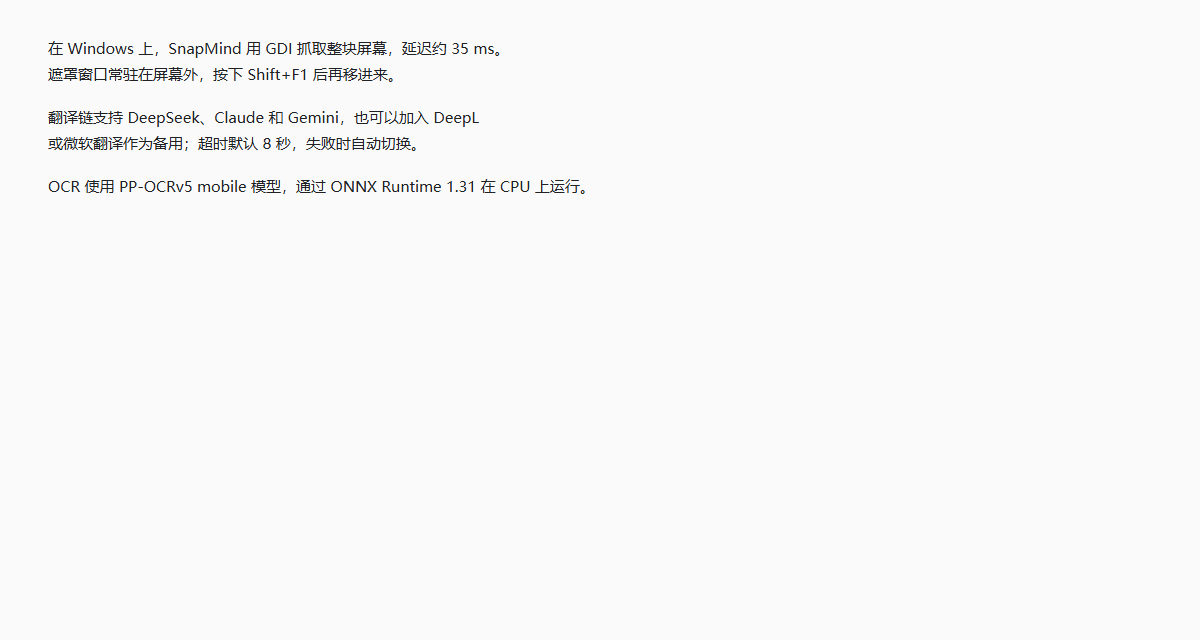 在 Windows 上，SnapMind 用 GDI 抓取整块屏幕，延迟约 35 ms。
遮罩窗口常驻在屏幕外，按下 Shift+F1 后再移进来。
翻译链支持 DeepSeek、Claude 和 Gemini，也可以加入 DeepL
或微软翻译作为备用；超时默认 8 秒，失败时自动切换。
OCR 使用 PP-OCRv5 mobile 模型，通过 ONNX Runtime 1.31 在 CPU 上运行。